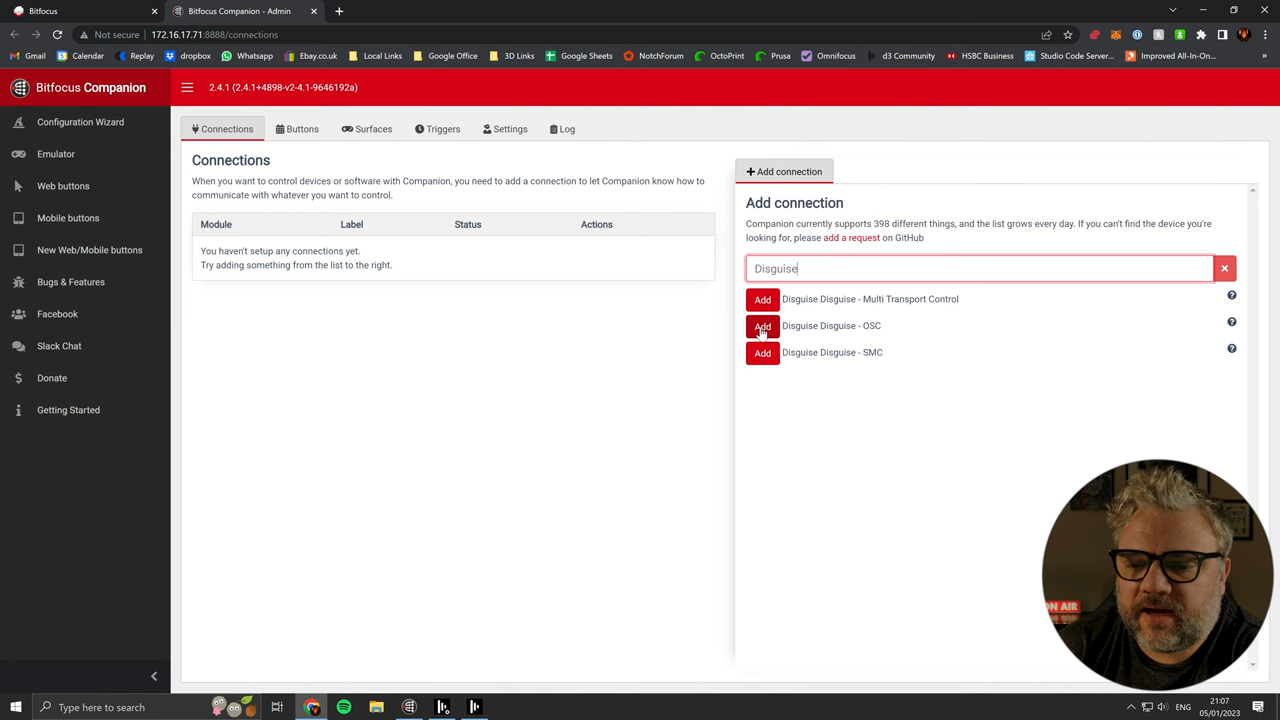 Bitfocus
Bitfocus Companion - Admin
Not secure
172.16.17.71:8888/connections
Gmail
Calendar
Replay
Whatsapp
Ebay.co.uk
Local Links
Google Office
3D Links
Google Sheets
NotchForum
OctoPrint
Prusa
Omnifocus
d3 Community
HSBC Business
Studio Code Server...
Improved All-In-On...
Bitfocus Companion
2.4.1 (2.4.1+4898-v2-4.1-9646192a)
Configuration Wizard
Emulator
Web buttons
Mobile buttons
New Web/Mobile buttons
Bugs & Features
Facebook
Slack Chat
Donate
Getting Started
Connections
Buttons
Surfaces
Triggers
Settings
Log
Connections
When you want to control devices or software with Companion, you need to add a connection to let Companion know how to
communicate with whatever you want to control.
Module Label Status Actions
You haven't setup any connections yet.
Try adding something from the list to the right.
Add connection
Add connection
Companion currently supports 398 different things, and the list grows every day. If you can't find the device you're
looking for, please add a request on GitHub
Disguise
Add Disguise Disguise - Multi Transport Control
Add Disguise Disguise - OSC
Add Disguise Disguise - SMC
ON AIR
Type here to search
ENG
21:07
05/01/2023